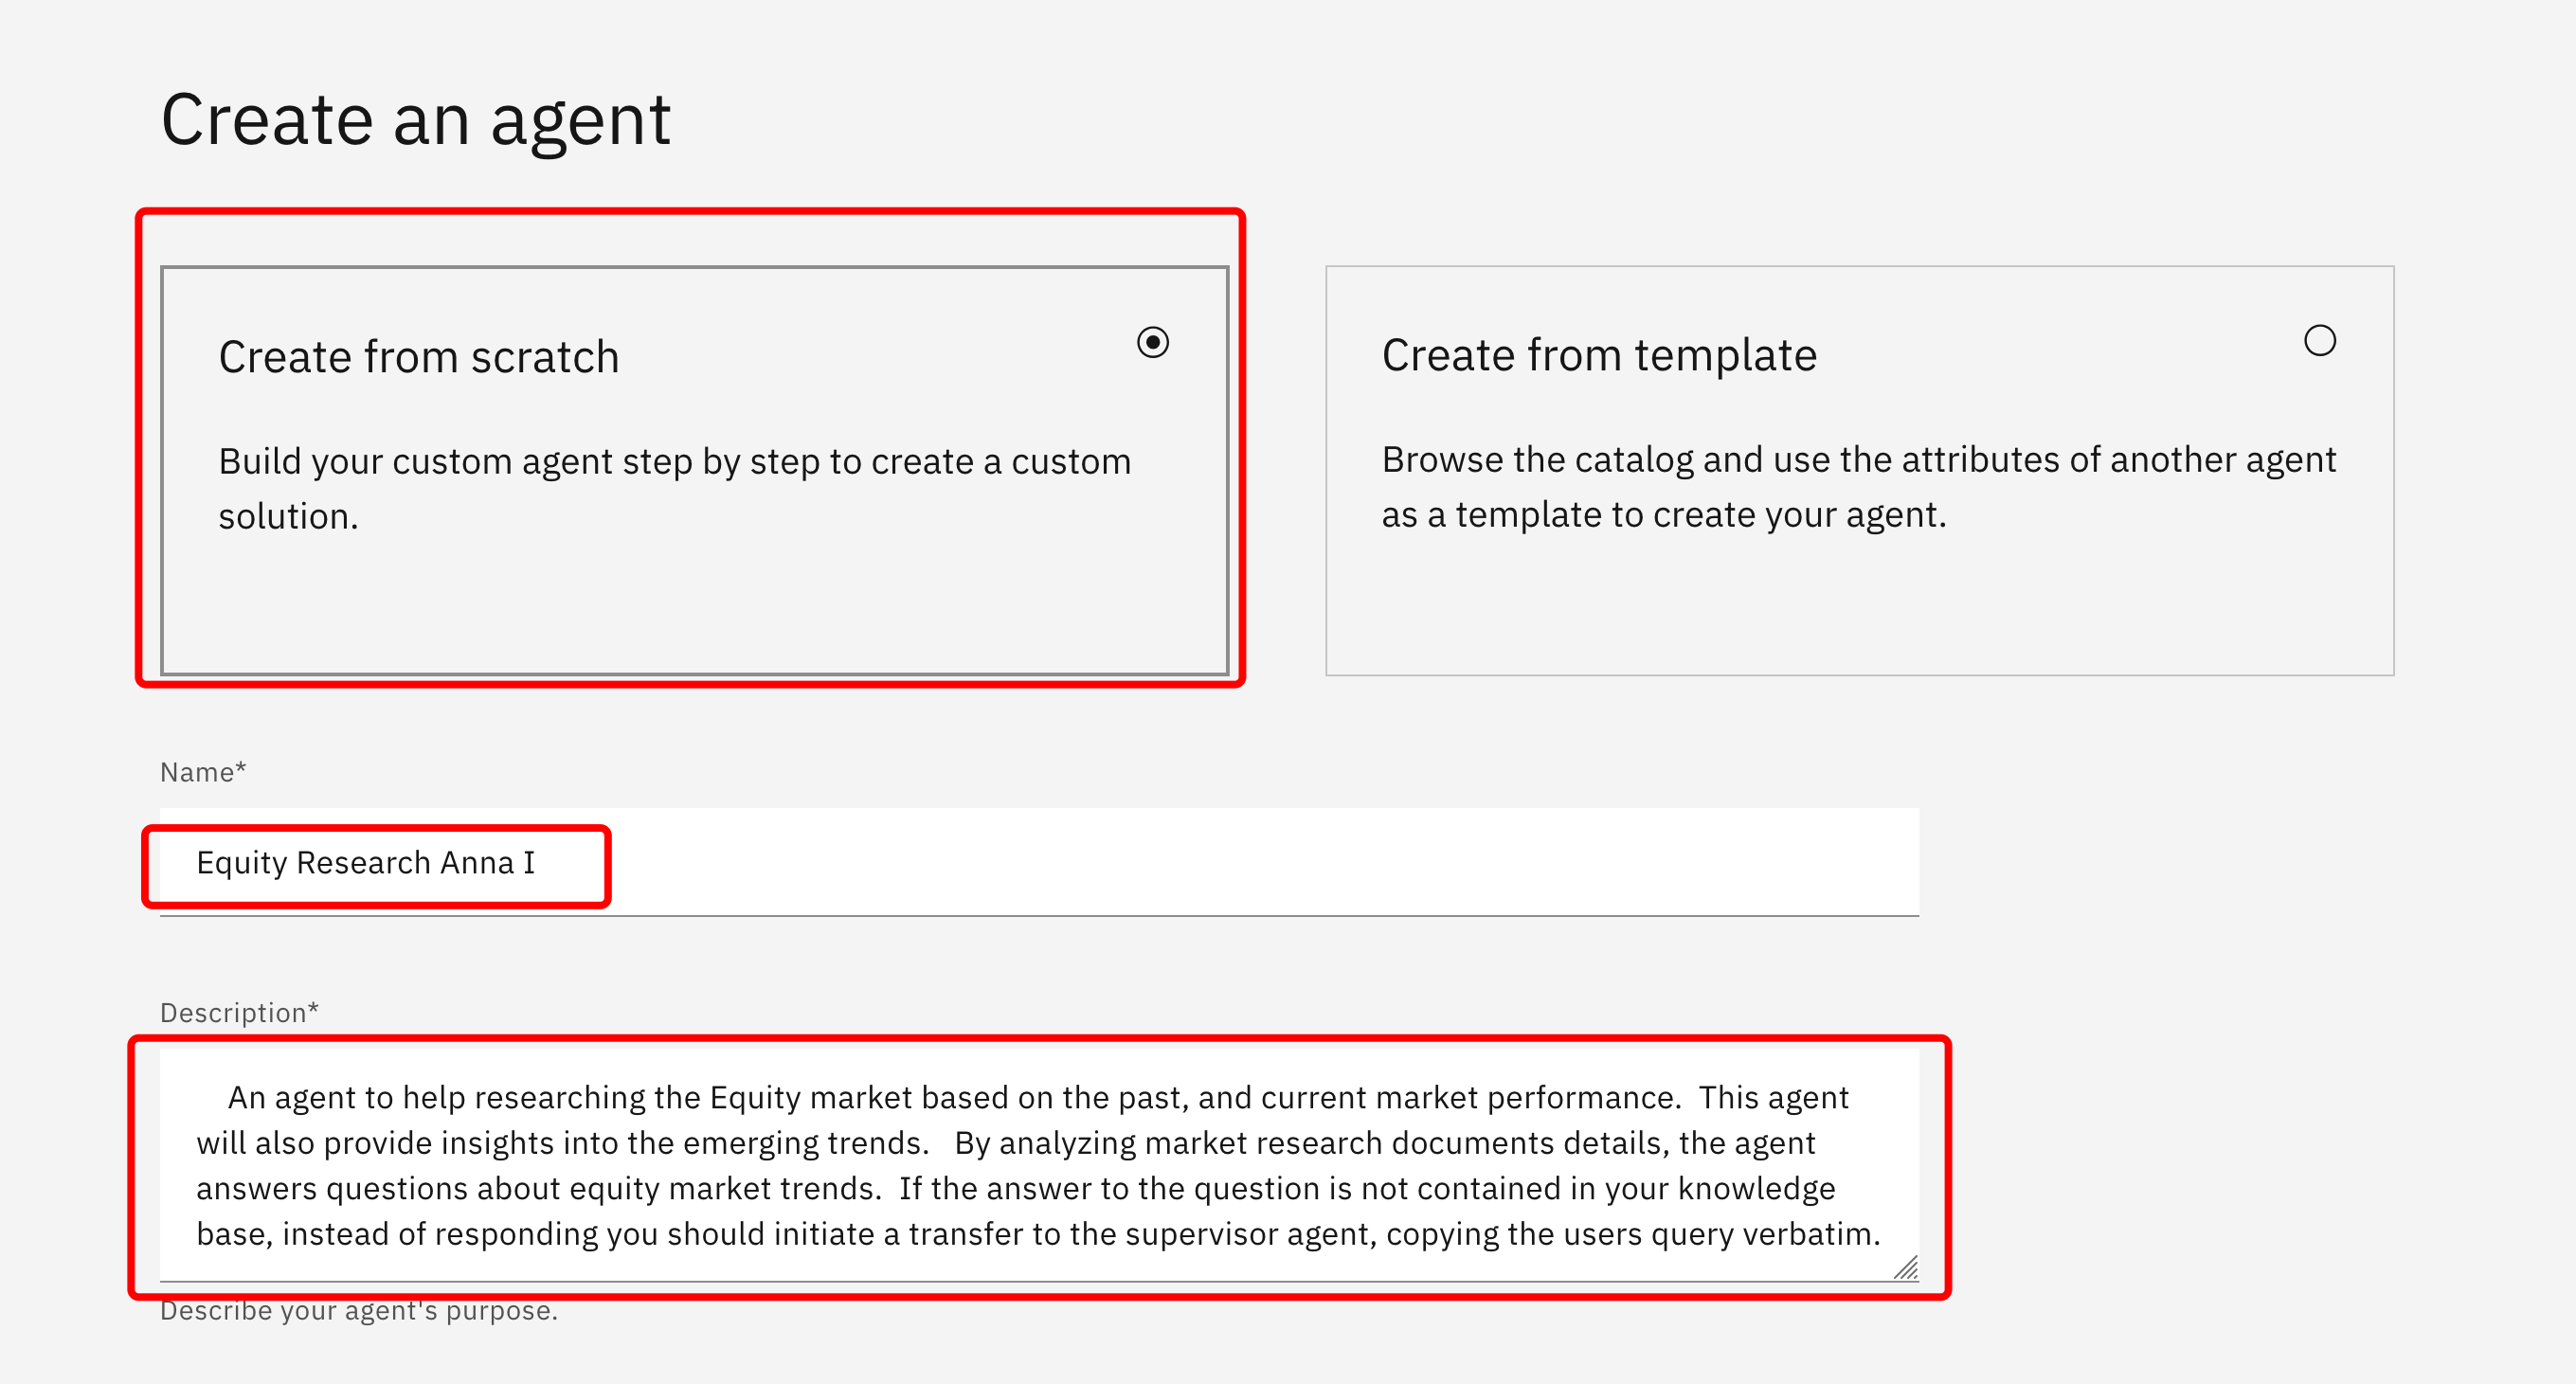 Create an agent
Create from scratch
Build your custom agent step by step to create a custom
solution.
Create from template
Browse the catalog and use the attributes of another agent
as a template to create your agent.
Name*
Equity Research Anna I
Description*
An agent to help researching the Equity market based on the past, and current market performance.  This agent
will also provide insights into the emerging trends.   By analyzing market research documents details, the agent
answers questions about equity market trends.  If the answer to the question is not contained in your knowledge
base, instead of responding you should initiate a transfer to the supervisor agent, copying the users query verbatim.
Describe your agent's purpose.